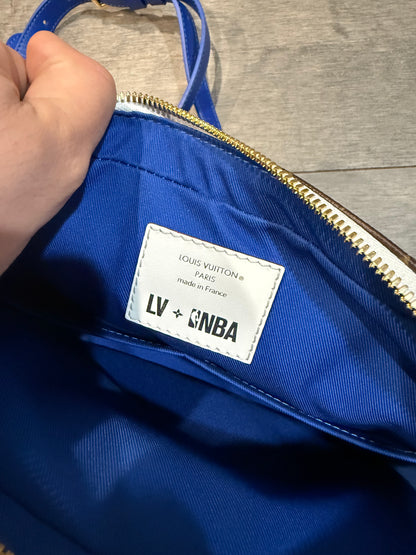 LOUIS VUITTON®
PARIS
made in France
LV + NBA